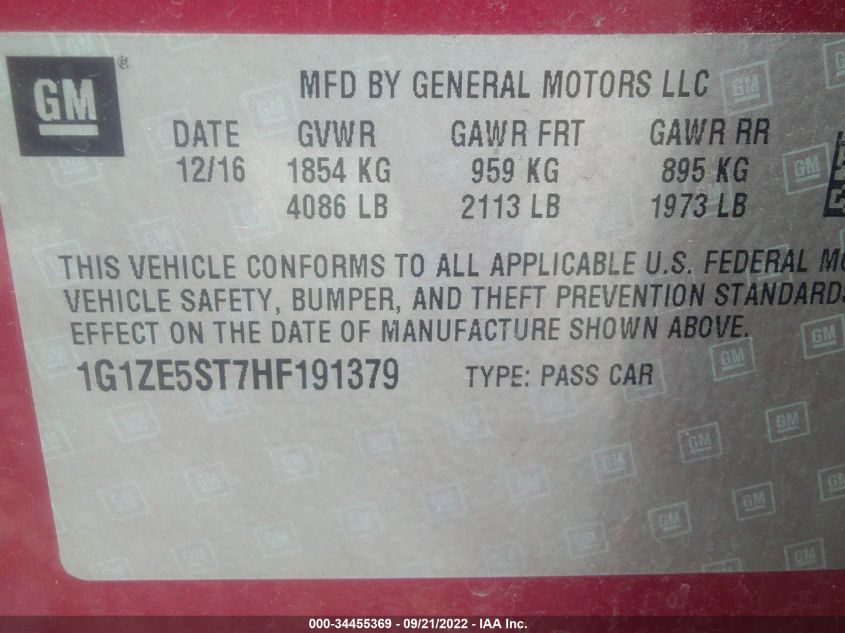 GM ®
MFD BY GENERAL MOTORS LLC
DATE GVWR GAWR FRT GAWR RR
12/16 1854 KG 959 KG 895 KG
4086 LB 2113 LB 1973 LB
THIS VEHICLE CONFORMS TO ALL APPLICABLE U.S. FEDERAL
VEHICLE SAFETY, BUMPER, AND THEFT PREVENTION STANDARDS
EFFECT ON THE DATE OF MANUFACTURE SHOWN ABOVE.
1G1ZE5ST7HF191379 TYPE: PASS CAR
000-34455369 - 09/21/2022 - IAA Inc.